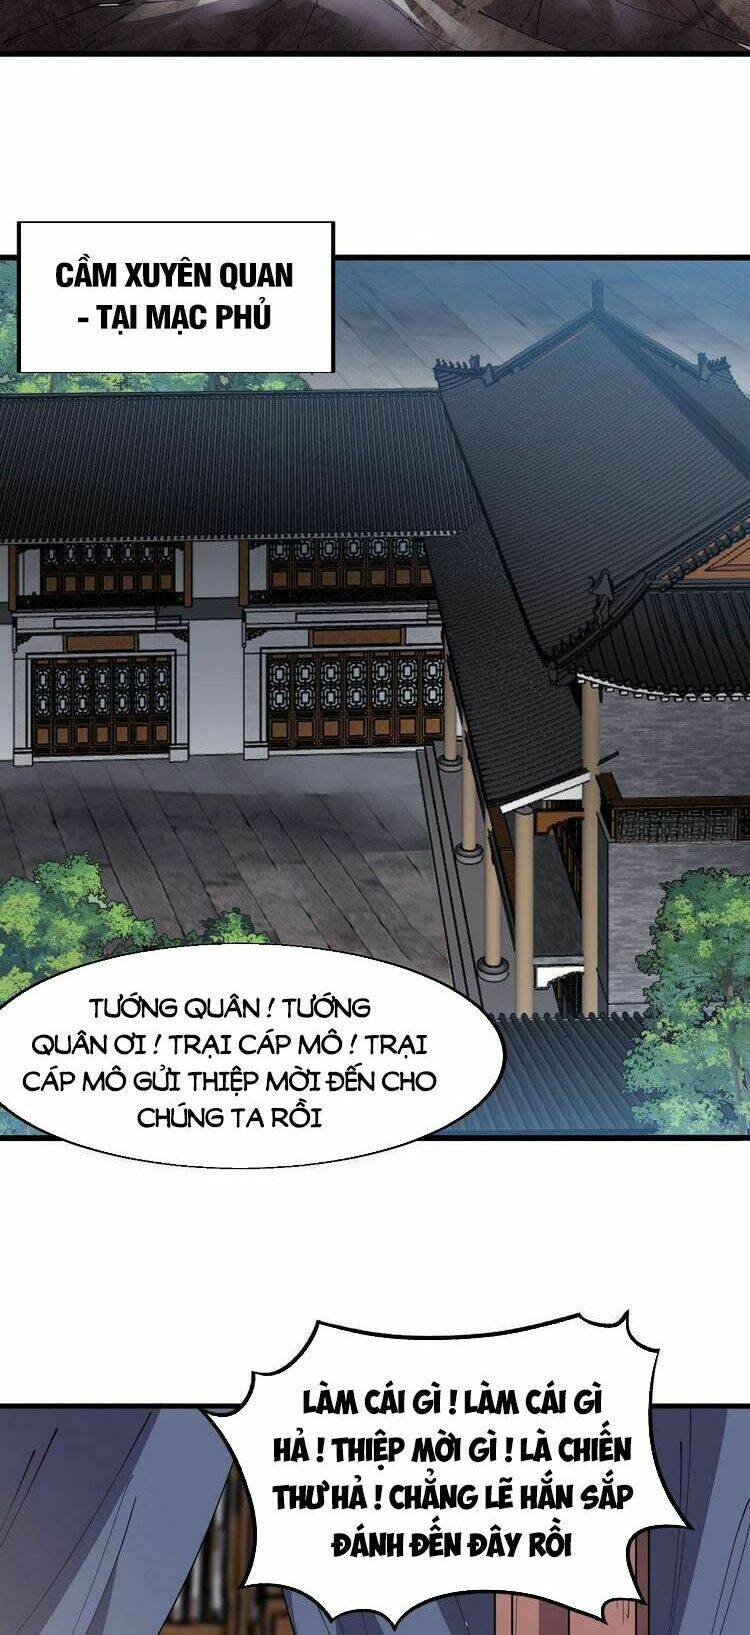 CẦM XUYÊN QUAN
- TẠI MẠC PHỦ
TƯỚNG QUÂN ! TƯỚNG
QUÂN ƠI ! TRẠI CÁP MÔ ! TRẠI
CÁP MÔ GỬI THIỆP MỜI ĐẾN CHO
CHÚNG TA RỒI
LÀM CÁI GÌ ! LÀM CÁI GÌ
HẢ ! THIỆP MỜI GÌ ! LÀ CHIẾN
THƯ HẢ ! CHẲNG LẼ HẮN SẮP
ĐÁNH ĐẾN ĐÂY RỒI